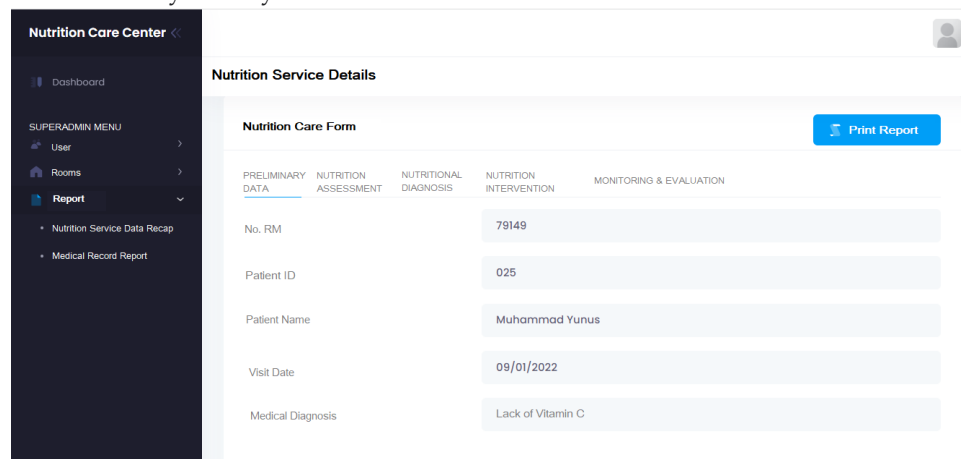 Nutrition Care Center
Dashboard
SUPERADMIN MENU
User
Rooms
Report
Nutrition Service Data Recap
Medical Record Report
Nutrition Service Details
Nutrition Care Form
Print Report
PRELIMINARY DATA
NUTRITION ASSESSMENT
NUTRITIONAL DIAGNOSIS
NUTRITION INTERVENTION
MONITORING & EVALUATION
No. RM 79149
Patient ID 025
Patient Name Muhammad Yunus
Visit Date 09/01/2022
Medical Diagnosis Lack of Vitamin C